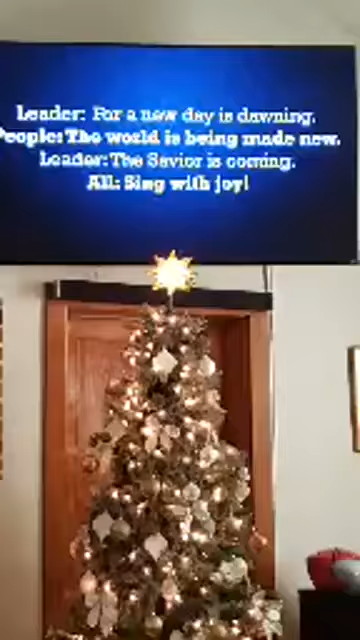 Leader: For a new day is dawning.
People: The world is being made new.
Leader: The Savior is coming.
All: Sing with joy!